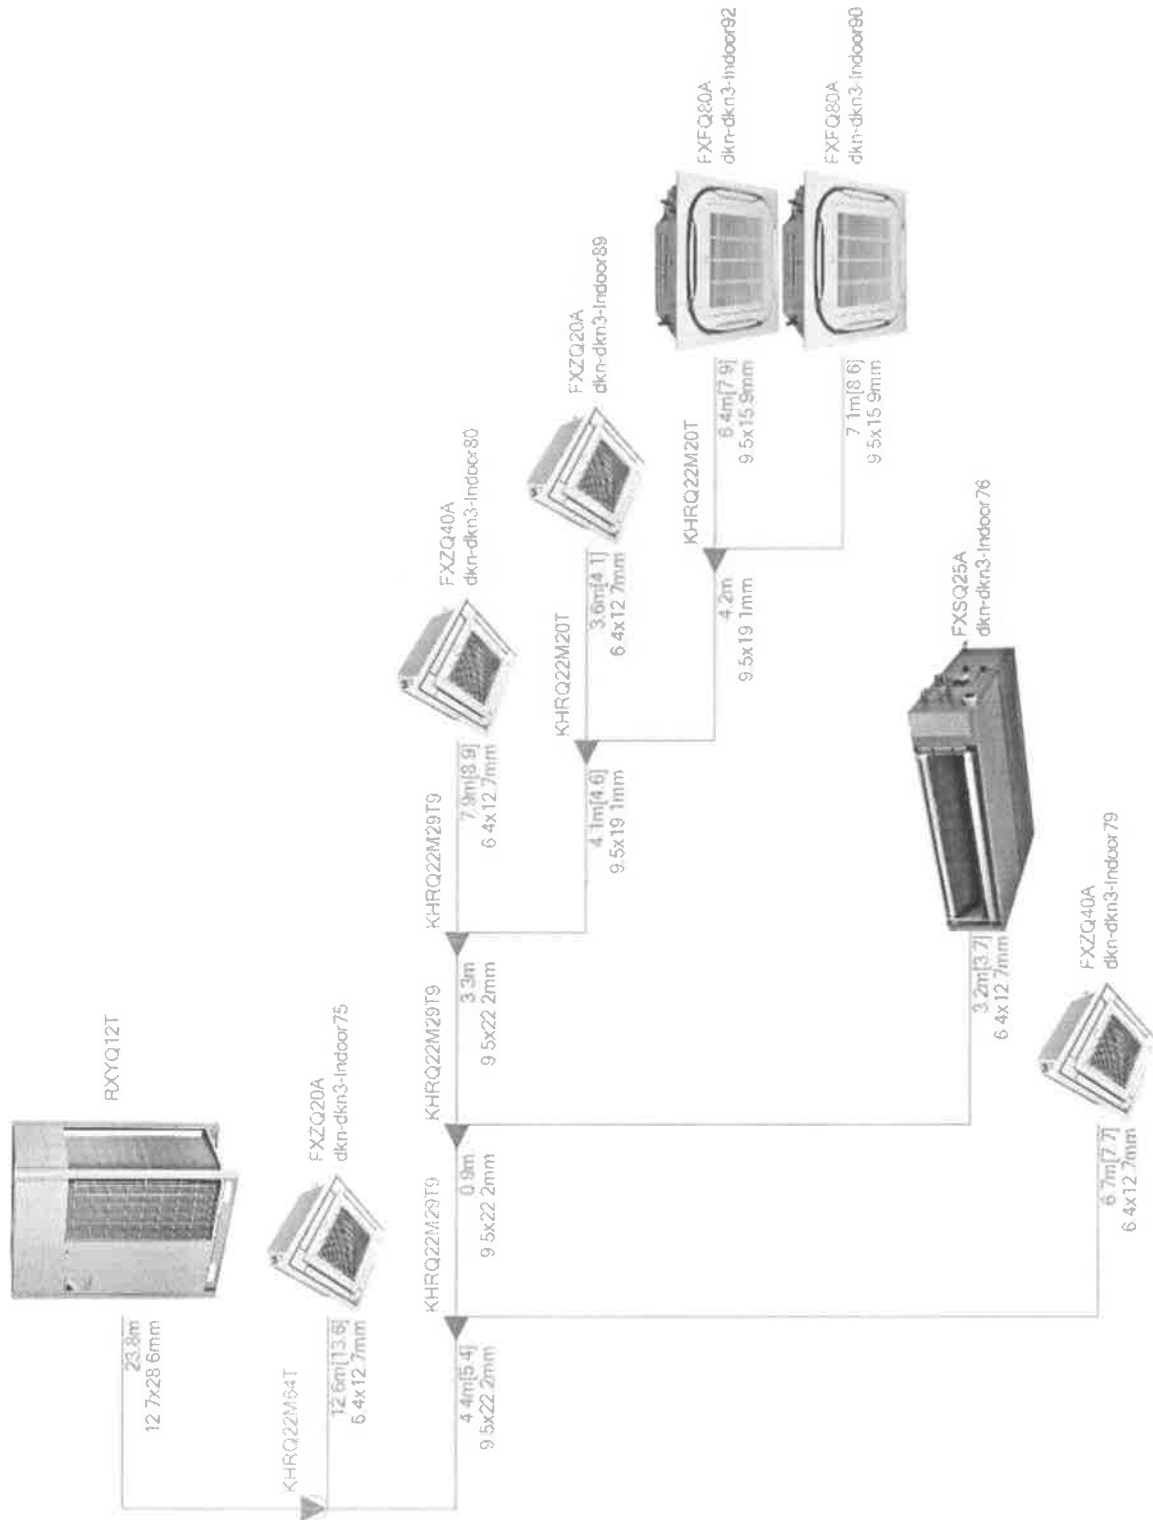 RXYQ12T
23.8m
12.7x28.6mm
KHRQ22M64T
FXZQ20A
dkn-dkn3-Indoor75
12.6m[13.6]
6.4x12.7mm
4.4m[5.4]
9.5x22.2mm
KHRQ22M29T9
0.9m
9.5x22.2mm
KHRQ22M29T9
3.3m
9.5x22.2mm
KHRQ22M29T9
FXZQ40A
dkn-dkn3-Indoor80
7.9m[8.9]
6.4x12.7mm
4.1m[4.6]
9.5x19.1mm
KHRQ22M20T
FXZQ20A
dkn-dkn3-Indoor89
3.6m[4.1]
6.4x12.7mm
4.2m
9.5x19.1mm
KHRQ22M20T
FXFQ80A
dkn-dkn3-Indoor92
6.4m[7.9]
9.5x15.9mm
FXFQ80A
dkn-dkn3-Indoor90
7.1m[8.6]
9.5x15.9mm
FXSQ25A
dkn-dkn3-Indoor76
3.2m[3.7]
6.4x12.7mm
FXZQ40A
dkn-dkn3-Indoor79
6.7m[7.7]
6.4x12.7mm